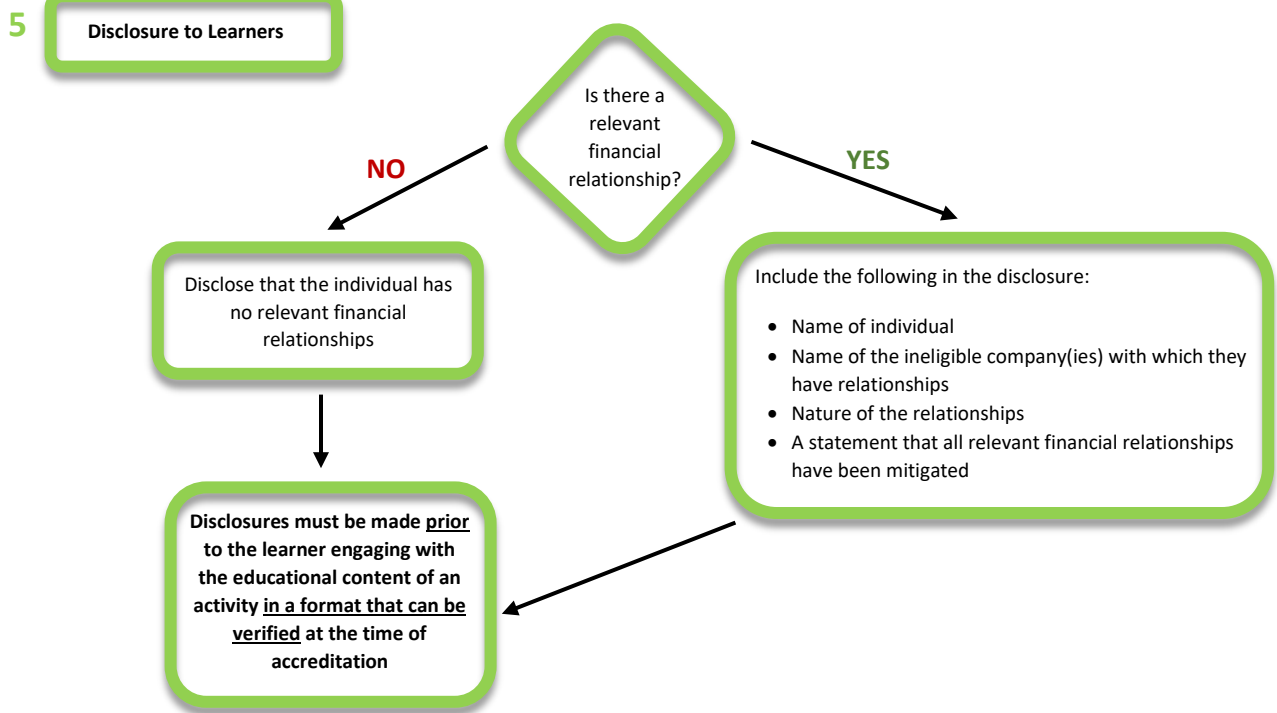 5
Disclosure to Learners
Is there a
relevant
financial
relationship?
NO
YES
Disclose that the individual has
no relevant financial
relationships
Include the following in the disclosure:
• Name of individual
• Name of the ineligible company(ies) with which they
have relationships
• Nature of the relationships
• A statement that all relevant financial relationships
have been mitigated
Disclosures must be made prior
to the learner engaging with
the educational content of an
activity in a format that can be
verified at the time of
accreditation